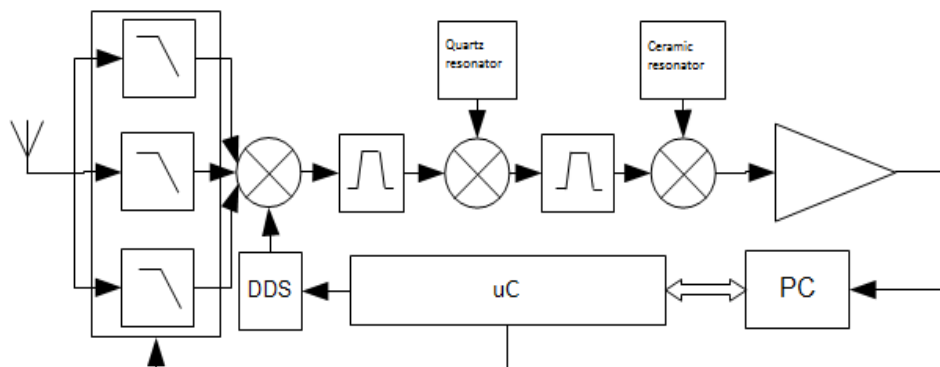 Quartz
resonator
Ceramic
resonator
DDS
uC
PC